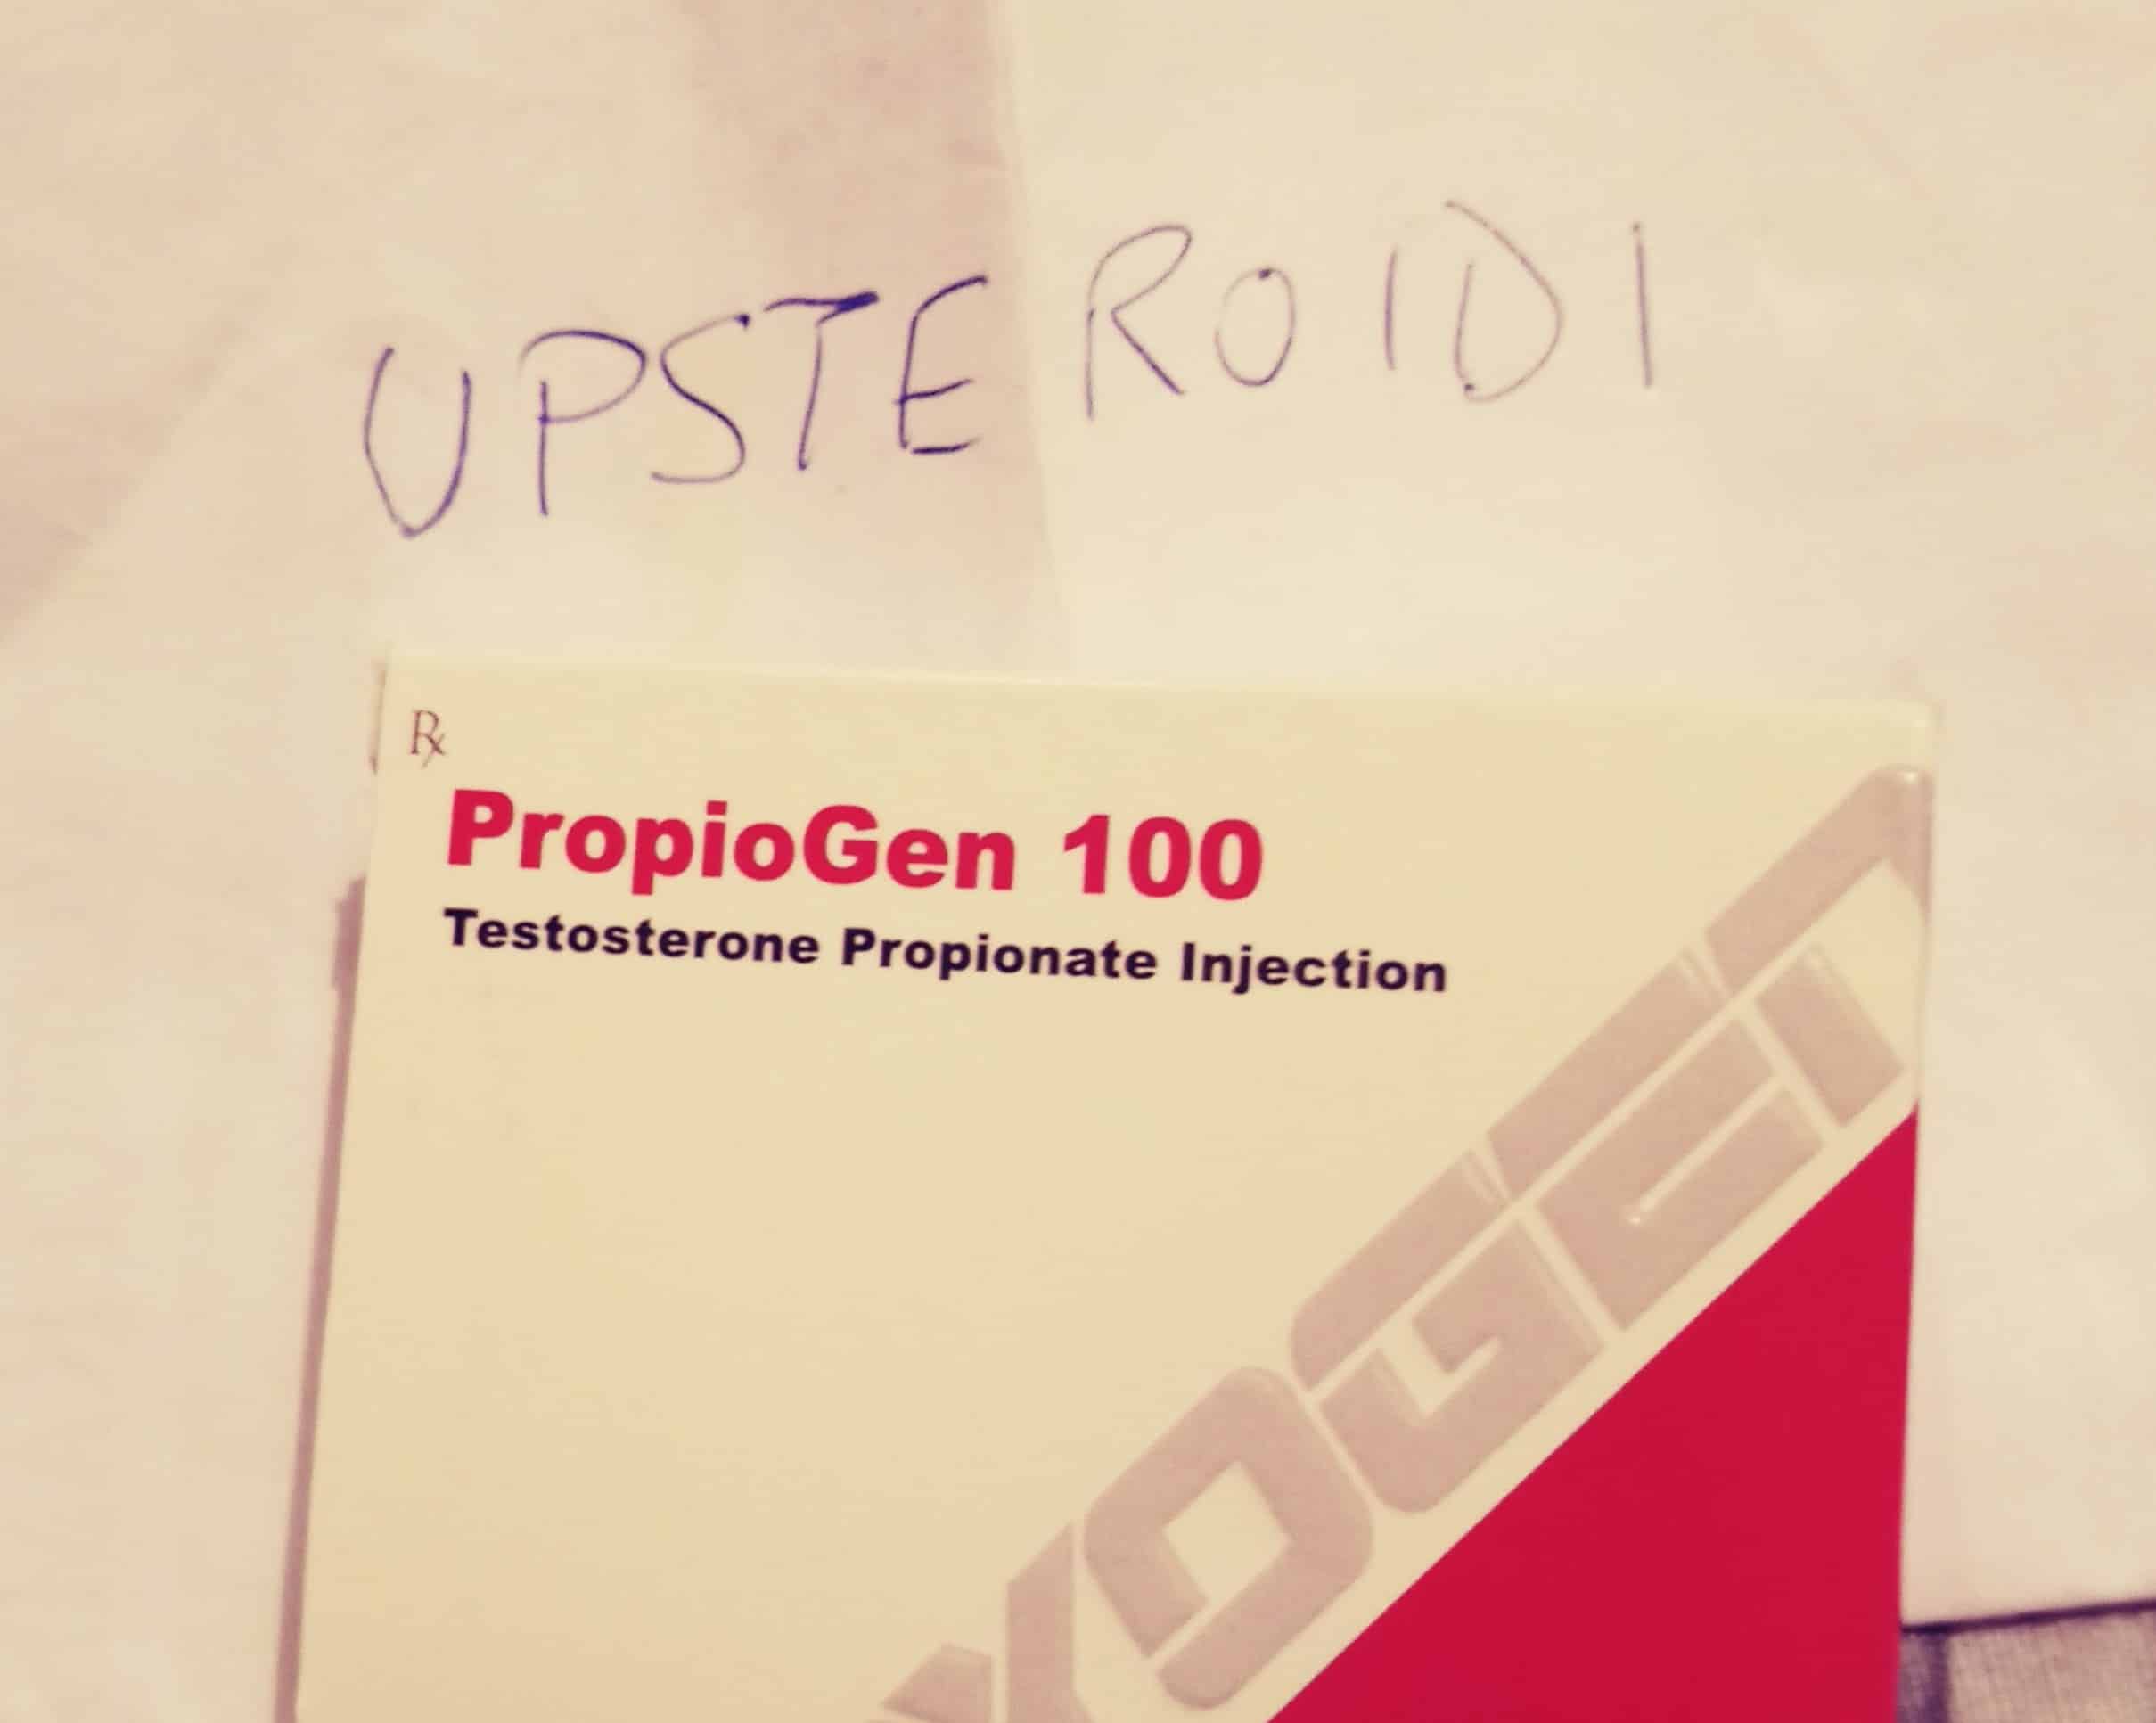 UPSTEROIDI
℞
PropioGen 100
Testosterone Propionate Injection